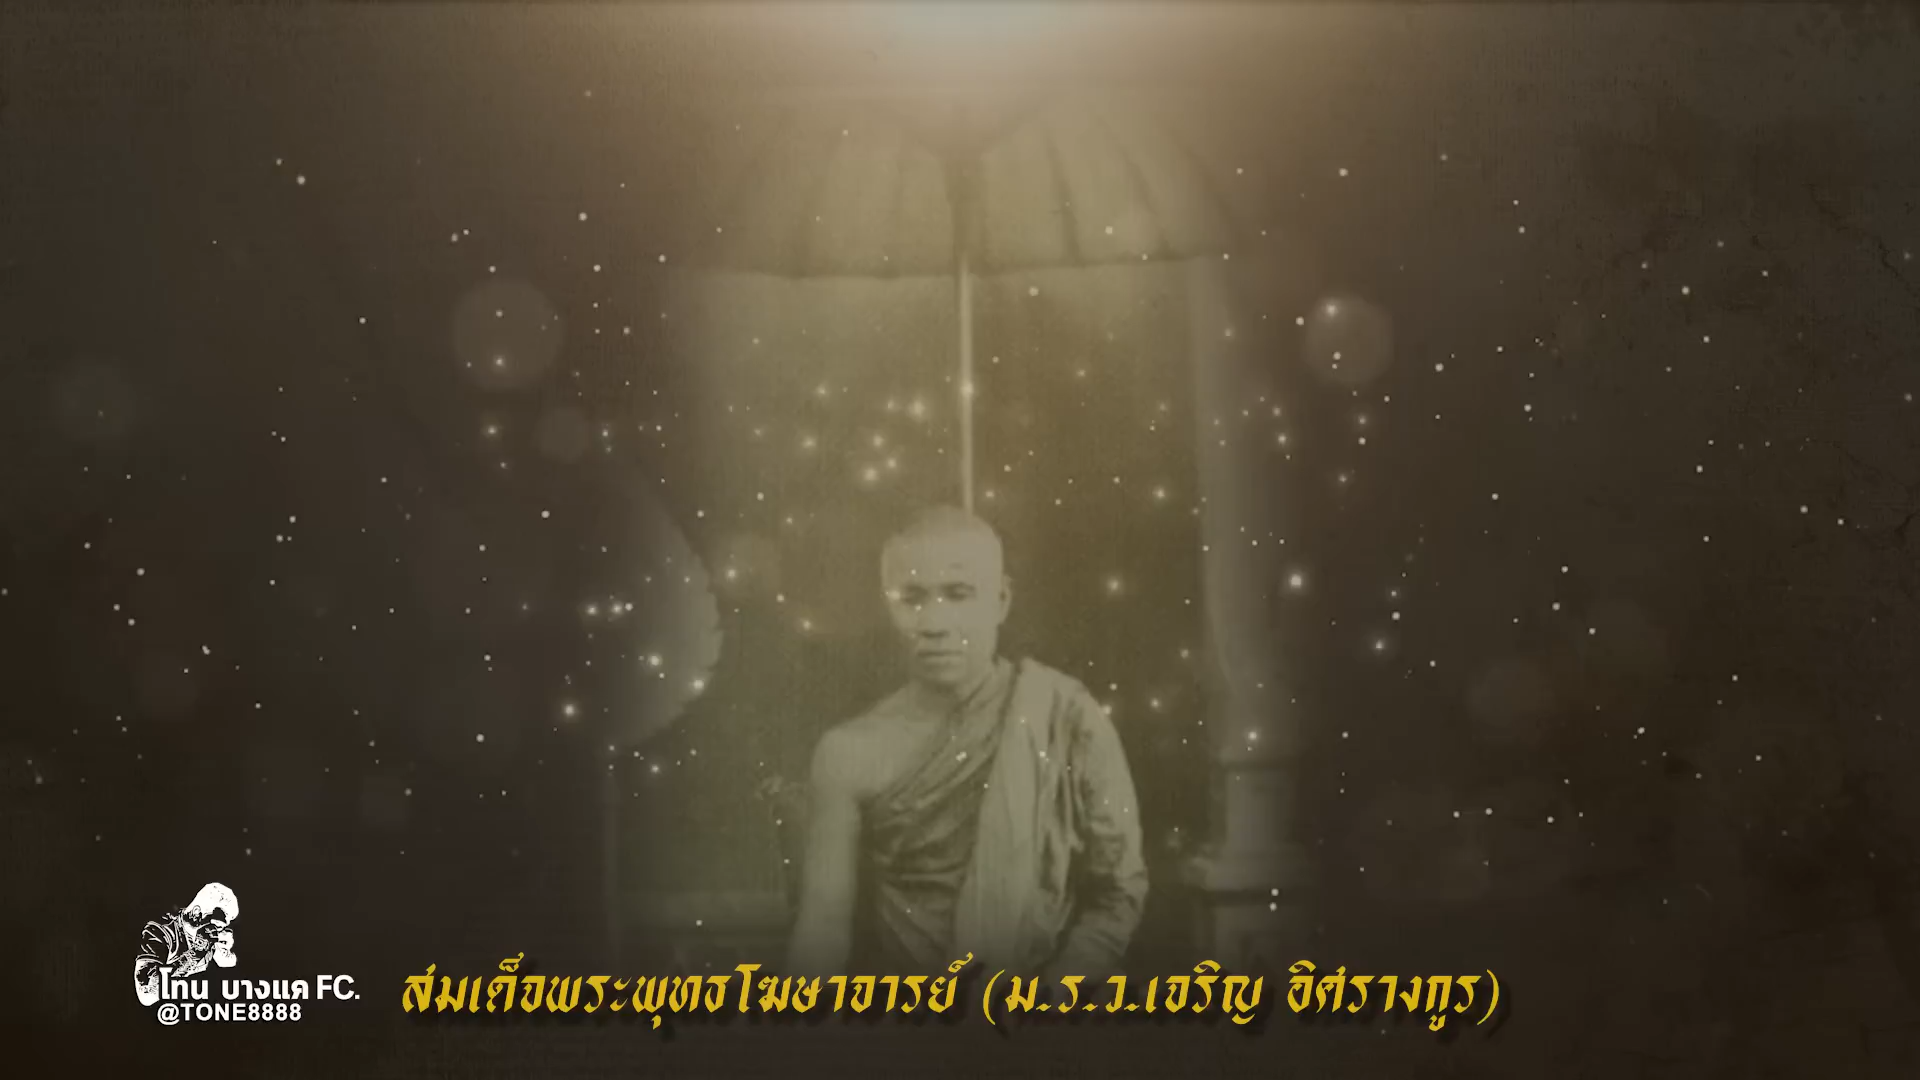 โทน บางแค FC.
@TONE8888
สมเด็จพระพุทธโฆษาจารย์ (ม.ร.ว.เจริญ อิศรางกูร)